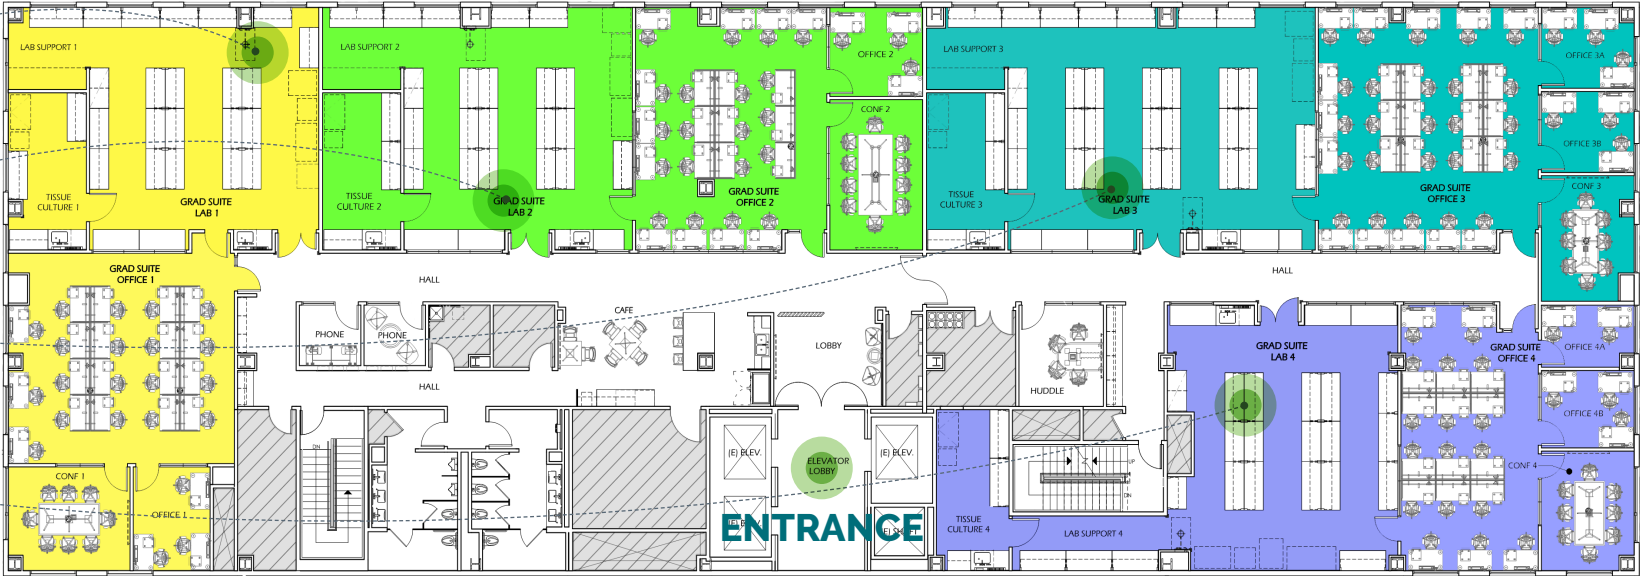 LAB SUPPORT 1
LAB SUPPORT 2
OFFICE 2
LAB SUPPORT 3
OFFICE 3A
CONF 2
OFFICE 3B
TISSUE
CULTURE 1
GRAD SUITE
LAB 1
TISSUE
CULTURE 2
GRAD SUITE
LAB 2
GRAD SUITE
OFFICE 2
TISSUE
CULTURE 3
GRAD SUITE
LAB 3
GRAD SUITE
OFFICE 3
CONF 3
GRAD SUITE
OFFICE 1
HALL
HALL
PHONE
PHONE
CAFE
LOBBY
GRAD SUITE
LAB 4
GRAD SUITE
OFFICE 4
OFFICE 4A
HALL
HUDDLE
OFFICE 4B
DN
(E) ELEV.
ELEVATOR
LOBBY
(E) ELEV.
UP
DN
CONF 4
CONF 1
OFFICE 1
ENTRANCE
TISSUE
CULTURE 4
LAB SUPPORT 4